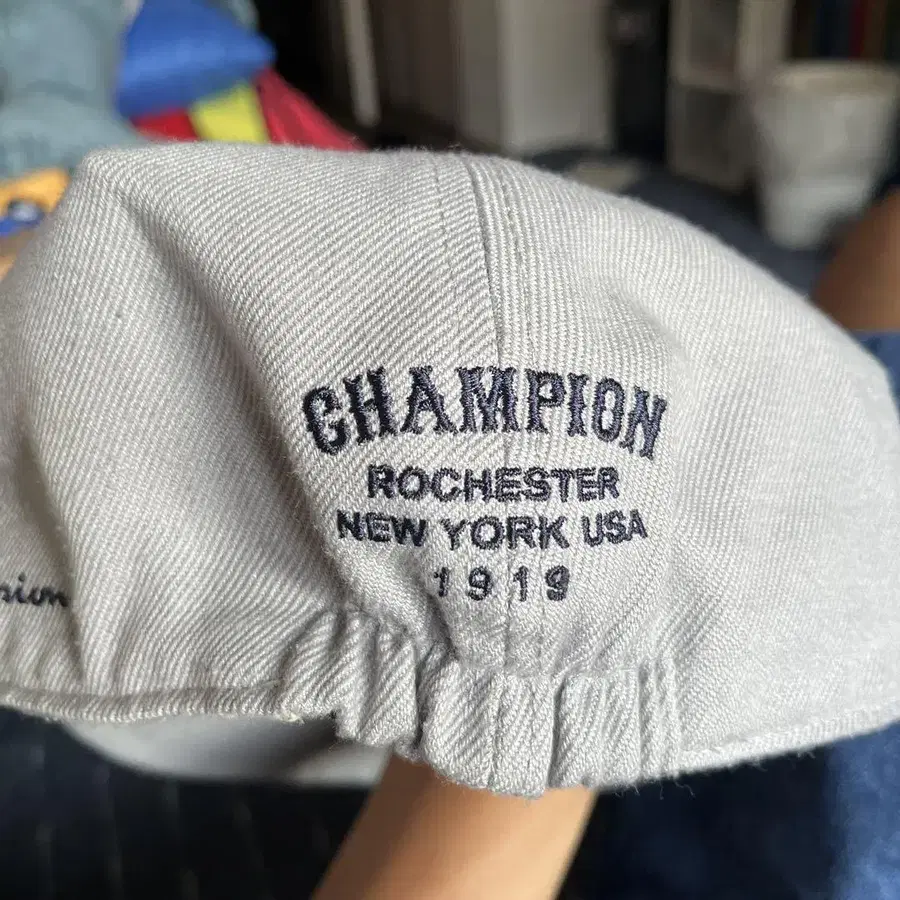 CHAMPION
ROCHESTER
NEW YORK USA
1919